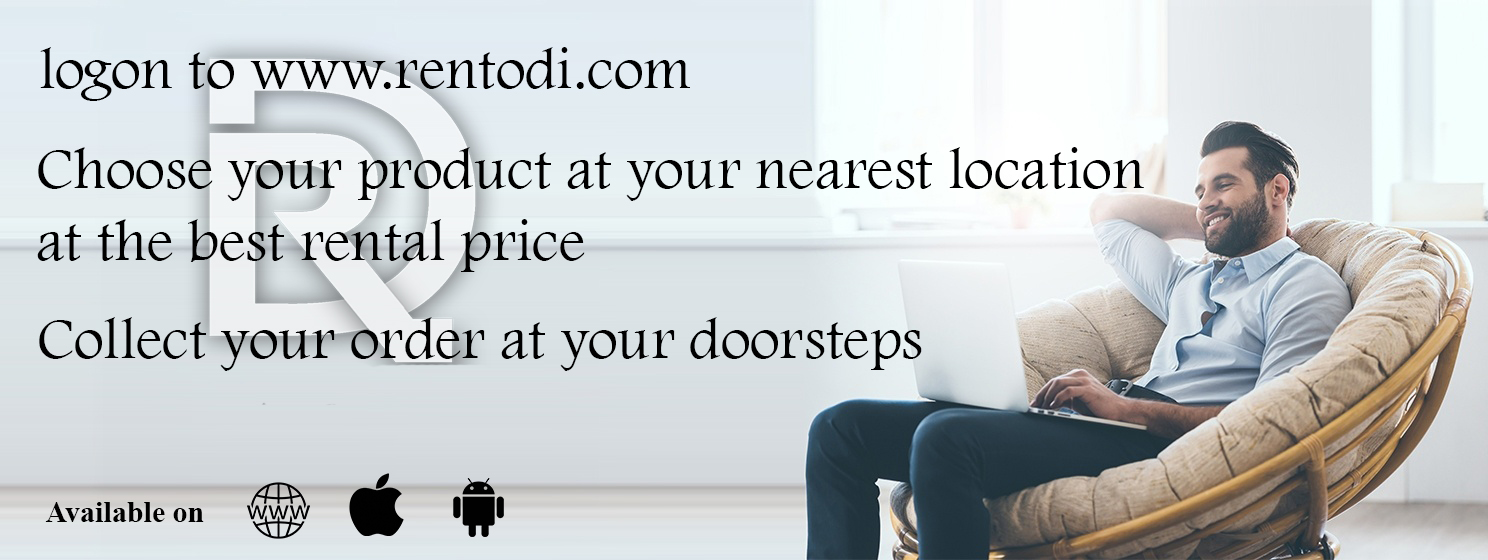 logon to www.rentodi.com
Choose your product at your nearest location
at the best rental price
Collect your order at your doorsteps
Available on
WWW